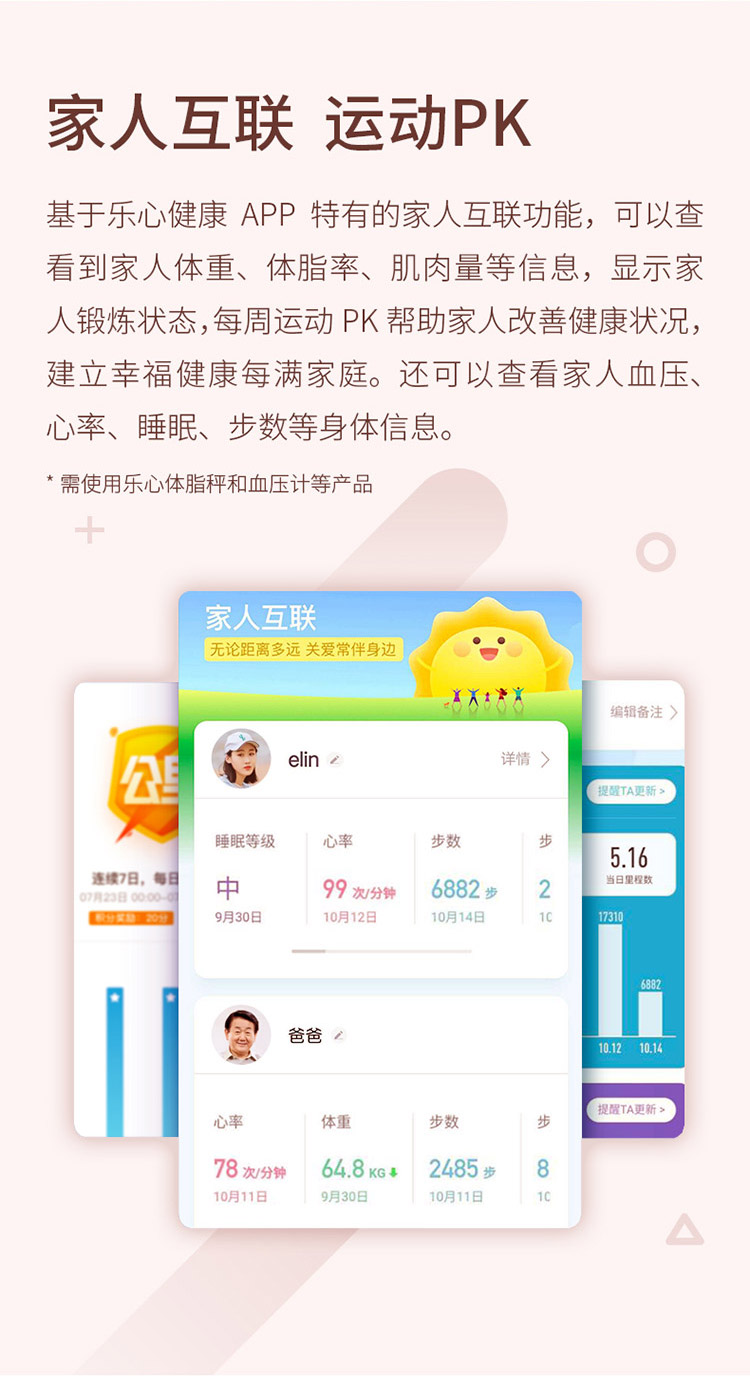 家人互联 运动PK
基于乐心健康 APP 特有的家人互联功能，可以查
看到家人体重、体脂率、肌肉量等信息，显示家
人锻炼状态，每周运动 PK 帮助家人改善健康状况，
建立幸福健康每满家庭。还可以查看家人血压、
心率、睡眠、步数等身体信息。
* 需使用乐心体脂秤和血压计等产品
家人互联
无论距离多远 关爱常伴身边
elin
详情
睡眠等级 心率 步数 步
中 99 次/分钟 6882 步 2
9月30日 10月12日 10月14日 10
爸爸
心率 体重 步数 步
78 次/分钟 64.8 KG 2485 步 8
10月11日 9月30日 10月11日 10
连续7日，每日
07月23日 00:00~07
积分奖励：20分
编辑备注
提醒TA更新 >
5.16
当日里程数
17310
6882
10.12 10.14
提醒TA更新 >